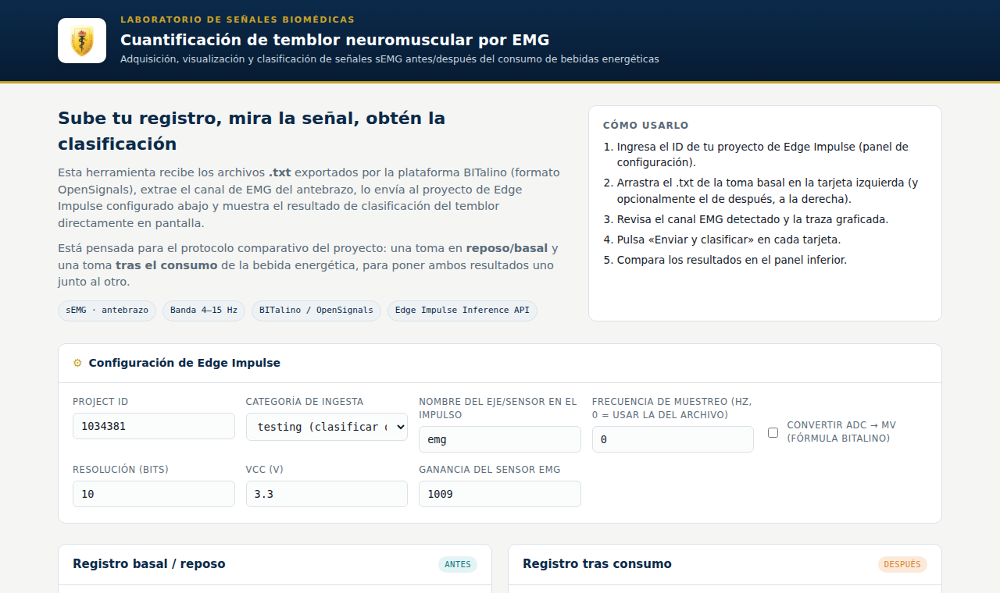 LABORATORIO DE SEÑALES BIOMÉDICAS
Cuantificación de temblor neuromuscular por EMG
Adquisición, visualización y clasificación de señales sEMG antes/después del consumo de bebidas energéticas
Sube tu registro, mira la señal, obtén la
clasificación
Esta herramienta recibe los archivos .txt exportados por la plataforma BITalino (formato
OpenSignals), extrae el canal de EMG del antebrazo, lo envía al proyecto de Edge
Impulse configurado abajo y muestra el resultado de clasificación del temblor
directamente en pantalla.
Está pensada para el protocolo comparativo del proyecto: una toma en reposo/basal y
una toma tras el consumo de la bebida energética, para poner ambos resultados uno
junto al otro.
sEMG · antebrazo
Banda 4–15 Hz
BITalino / OpenSignals
Edge Impulse Inference API
CÓMO USARLO
1. Ingresa el ID de tu proyecto de Edge Impulse (panel de
configuración).
2. Arrastra el .txt de la toma basal en la tarjeta izquierda (y
opcionalmente el de después, a la derecha).
3. Revisa el canal EMG detectado y la traza graficada.
4. Pulsa «Enviar y clasificar» en cada tarjeta.
5. Compara los resultados en el panel inferior.
⚙ Configuración de Edge Impulse
PROJECT ID
1034381
CATEGORÍA DE INGESTA
testing (clasificar
NOMBRE DEL EJE/SENSOR EN EL
IMPULSO
emg
FRECUENCIA DE MUESTREO (HZ,
0 = USAR LA DEL ARCHIVO)
0
CONVERTIR ADC → MV
(FÓRMULA BITALINO)
RESOLUCIÓN (BITS)
10
VCC (V)
3.3
GANANCIA DEL SENSOR EMG
1009
Registro basal / reposo
ANTES
Registro tras consumo
DESPUÉS